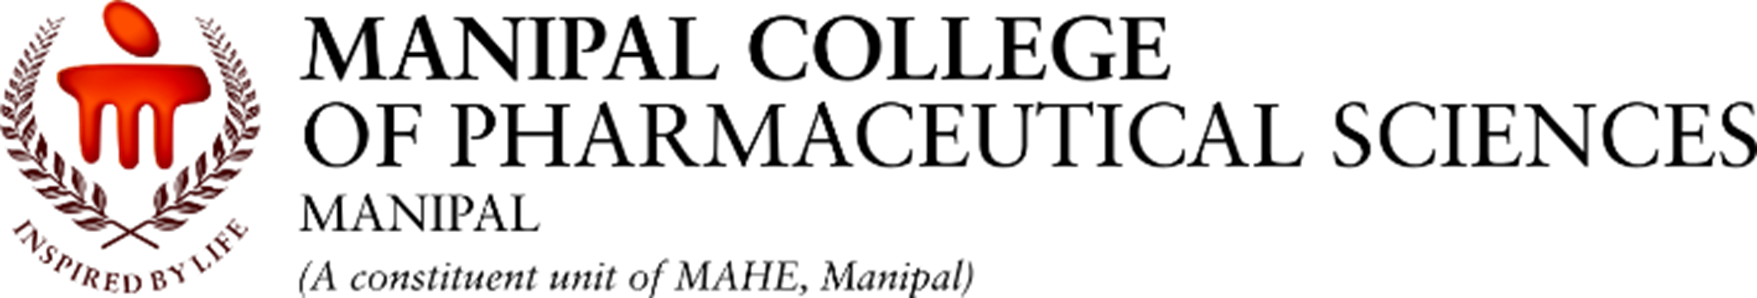 MANIPAL COLLEGE
OF PHARMACEUTICAL SCIENCES
MANIPAL
(A constituent unit of MAHE, Manipal)
INSPIRED BY LIFE